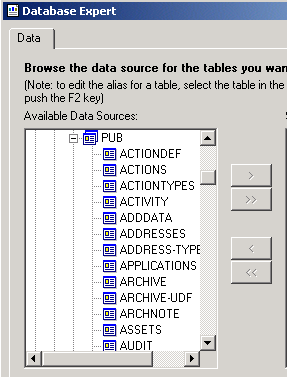 Database Expert
Data
Browse the data source for the tables you wan
(Note: to edit the alias for a table, select the table in the
push the F2 key)
Available Data Sources:
PUB
ACTIONDEF
ACTIONS
ACTIONTYPES
ACTIVITY
ADDDATA
ADDRESSES
ADDRESS-TYPE
APPLICATIONS
ARCHIVE
ARCHIVE-UDF
ARCHNOTE
ASSETS
AUDIT
>
>>
<
<<